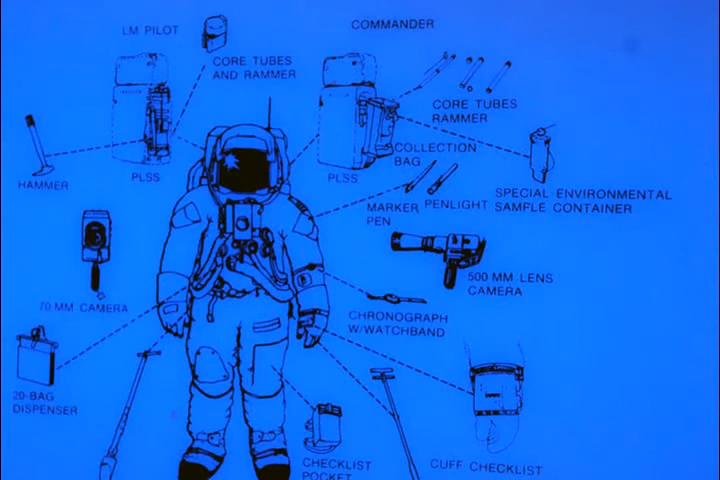 LM PILOT
COMMANDER
CORE TUBES
AND RAMMER
CORE TUBES
RAMMER
COLLECTION
BAG
HAMMER
PLSS
PLSS
SPECIAL ENVIRONMENTAL
SAMPLE CONTAINER
MARKER
PEN
PENLIGHT
500 MM LENS
CAMERA
70 MM CAMERA
CHRONOGRAPH
W/WATCHBAND
20-BAG
DISPENSER
CHECKLIST
POCKET
CUFF CHECKLIST